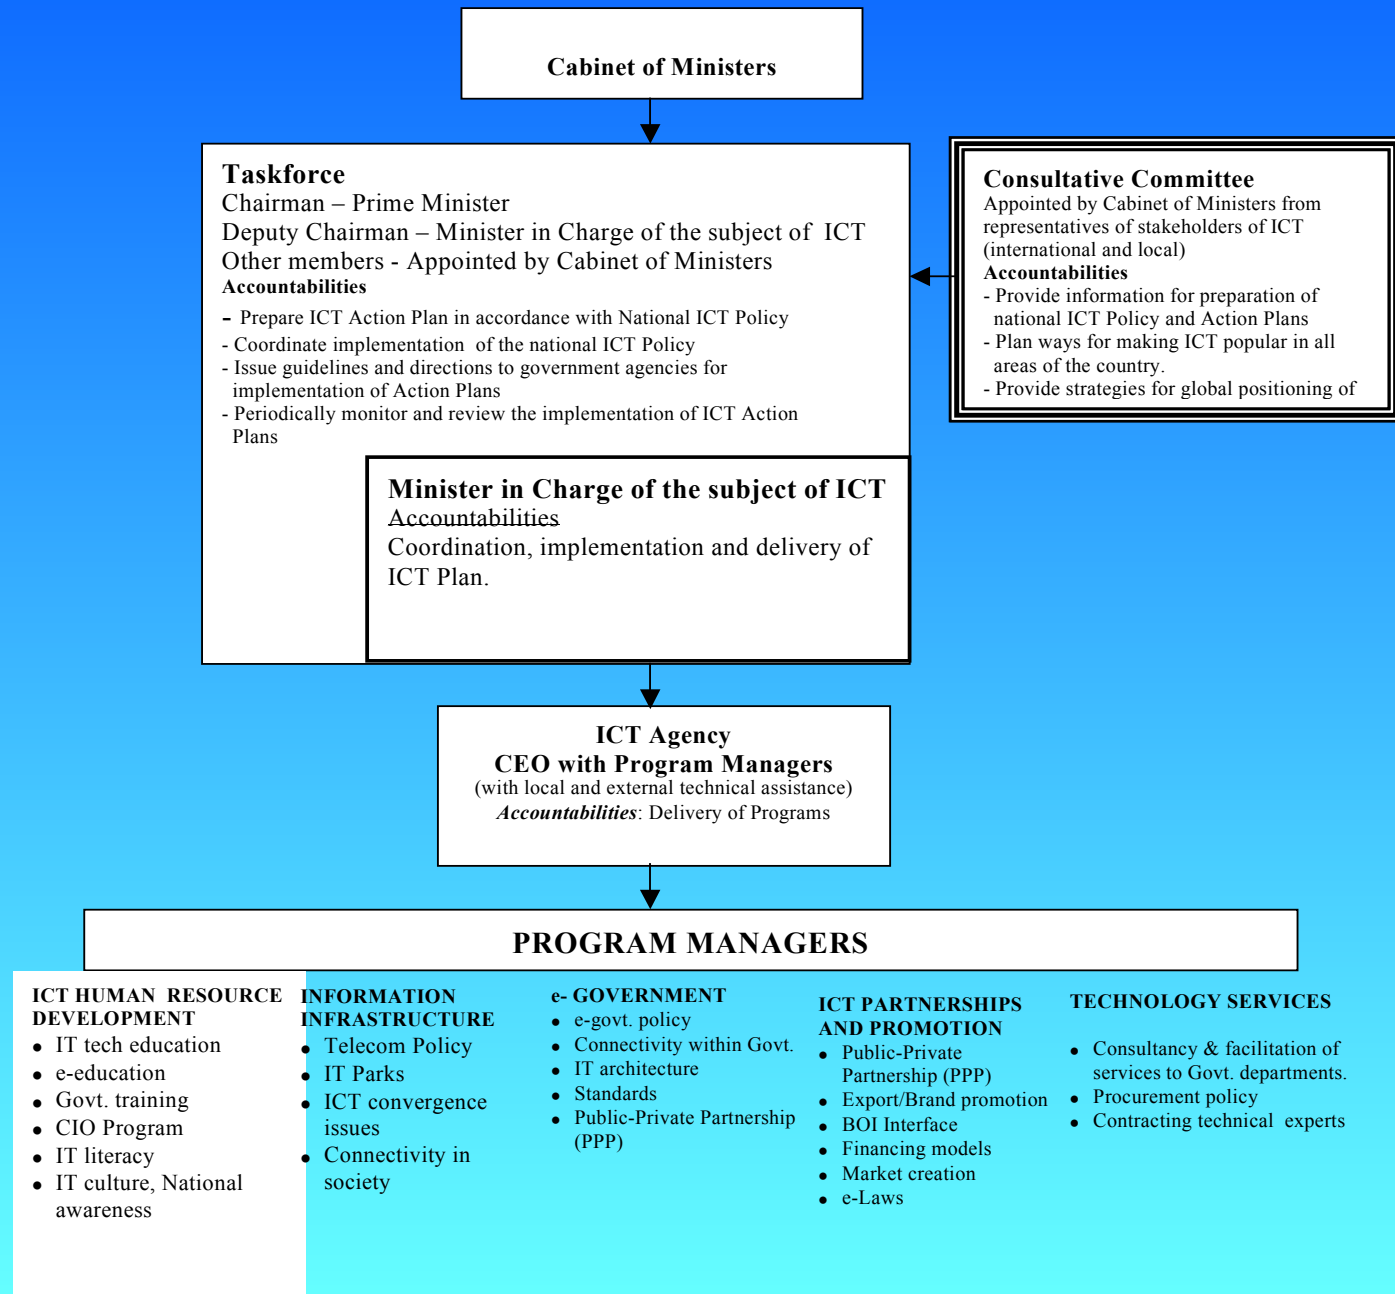 Cabinet of Ministers
Taskforce
Chairman – Prime Minister
Deputy Chairman – Minister in Charge of the subject of ICT
Other members - Appointed by Cabinet of Ministers
Accountabilities
- Prepare ICT Action Plan in accordance with National ICT Policy
- Coordinate implementation of the national ICT Policy
- Issue guidelines and directions to government agencies for
implementation of Action Plans
- Periodically monitor and review the implementation of ICT Action
Plans
Consultative Committee
Appointed by Cabinet of Ministers from
representatives of stakeholders of ICT
(international and local)
Accountabilities
- Provide information for preparation of
national ICT Policy and Action Plans
- Plan ways for making ICT popular in all
areas of the country.
- Provide strategies for global positioning of
Minister in Charge of the subject of ICT
Accountabilities
Coordination, implementation and delivery of
ICT Plan.
ICT Agency
CEO with Program Managers
(with local and external technical assistance)
Accountabilities: Delivery of Programs
PROGRAM MANAGERS
ICT HUMAN RESOURCE
DEVELOPMENT
• IT tech education
• e-education
• Govt. training
• CIO Program
• IT literacy
• IT culture, National
awareness
INFORMATION
INFRASTRUCTURE
• Telecom Policy
• IT Parks
• ICT convergence
issues
• Connectivity in
society
e- GOVERNMENT
• e-govt. policy
• Connectivity within Govt.
• IT architecture
• Standards
• Public-Private Partnership
(PPP)
ICT PARTNERSHIPS
AND PROMOTION
• Public-Private
Partnership (PPP)
• Export/Brand promotion
• BOI Interface
• Financing models
• Market creation
• e-Laws
TECHNOLOGY SERVICES
• Consultancy & facilitation of
services to Govt. departments.
• Procurement policy
• Contracting technical experts